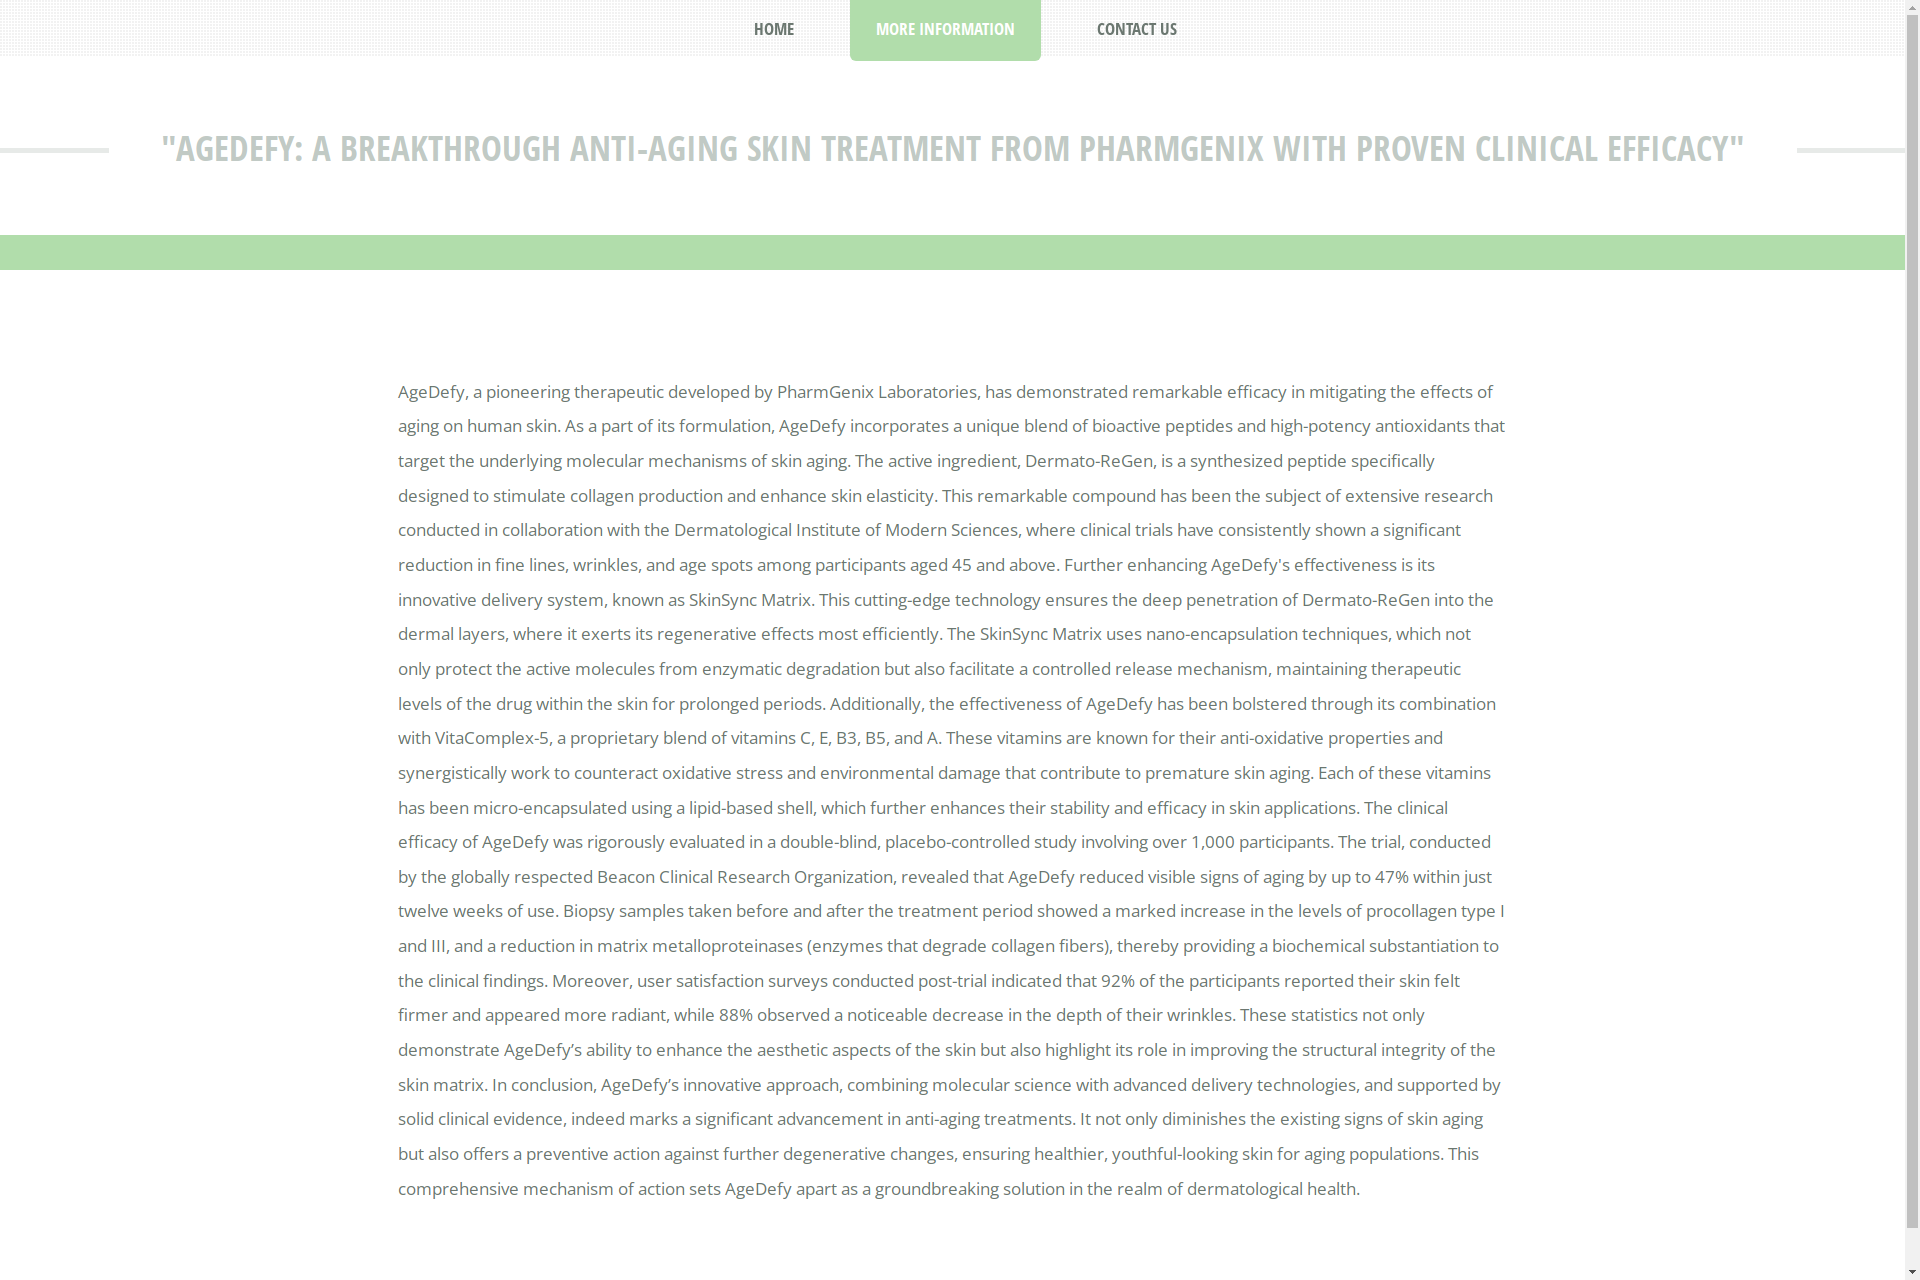 HOME
MORE INFORMATION
CONTACT US
"AGEDEFY: A BREAKTHROUGH ANTI-AGING SKIN TREATMENT FROM PHARMGENIX WITH PROVEN CLINICAL EFFICACY"
AgeDefy, a pioneering therapeutic developed by PharmGenix Laboratories, has demonstrated remarkable efficacy in mitigating the effects of
aging on human skin. As a part of its formulation, AgeDefy incorporates a unique blend of bioactive peptides and high-potency antioxidants that
target the underlying molecular mechanisms of skin aging. The active ingredient, Dermato-ReGen, is a synthesized peptide specifically
designed to stimulate collagen production and enhance skin elasticity. This remarkable compound has been the subject of extensive research
conducted in collaboration with the Dermatological Institute of Modern Sciences, where clinical trials have consistently shown a significant
reduction in fine lines, wrinkles, and age spots among participants aged 45 and above. Further enhancing AgeDefy's effectiveness is its
innovative delivery system, known as SkinSync Matrix. This cutting-edge technology ensures the deep penetration of Dermato-ReGen into the
dermal layers, where it exerts its regenerative effects most efficiently. The SkinSync Matrix uses nano-encapsulation techniques, which not
only protect the active molecules from enzymatic degradation but also facilitate a controlled release mechanism, maintaining therapeutic
levels of the drug within the skin for prolonged periods. Additionally, the effectiveness of AgeDefy has been bolstered through its combination
with VitaComplex-5, a proprietary blend of vitamins C, E, B3, B5, and A. These vitamins are known for their anti-oxidative properties and
synergistically work to counteract oxidative stress and environmental damage that contribute to premature skin aging. Each of these vitamins
has been micro-encapsulated using a lipid-based shell, which further enhances their stability and efficacy in skin applications. The clinical
efficacy of AgeDefy was rigorously evaluated in a double-blind, placebo-controlled study involving over 1,000 participants. The trial, conducted
by the globally respected Beacon Clinical Research Organization, revealed that AgeDefy reduced visible signs of aging by up to 47% within just
twelve weeks of use. Biopsy samples taken before and after the treatment period showed a marked increase in the levels of procollagen type I
and III, and a reduction in matrix metalloproteinases (enzymes that degrade collagen fibers), thereby providing a biochemical substantiation to
the clinical findings. Moreover, user satisfaction surveys conducted post-trial indicated that 92% of the participants reported their skin felt
firmer and appeared more radiant, while 88% observed a noticeable decrease in the depth of their wrinkles. These statistics not only
demonstrate AgeDefy’s ability to enhance the aesthetic aspects of the skin but also highlight its role in improving the structural integrity of the
skin matrix. In conclusion, AgeDefy’s innovative approach, combining molecular science with advanced delivery technologies, and supported by
solid clinical evidence, indeed marks a significant advancement in anti-aging treatments. It not only diminishes the existing signs of skin aging
but also offers a preventive action against further degenerative changes, ensuring healthier, youthful-looking skin for aging populations. This
comprehensive mechanism of action sets AgeDefy apart as a groundbreaking solution in the realm of dermatological health.